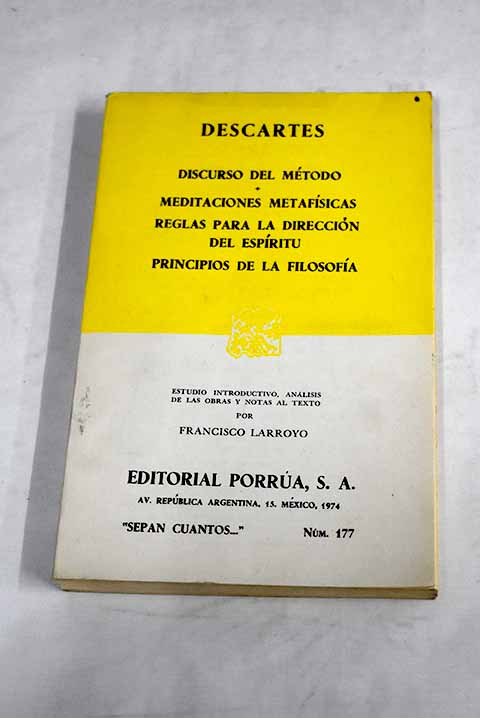 DESCARTES
DISCURSO DEL MÉTODO
*
MEDITACIONES METAFÍSICAS
REGLAS PARA LA DIRECCIÓN
DEL ESPÍRITU
PRINCIPIOS DE LA FILOSOFÍA
ESTUDIO INTRODUCTIVO, ANÁLISIS
DE LAS OBRAS Y NOTAS AL TEXTO
POR
FRANCISCO LARROYO
EDITORIAL PORRÚA, S. A.
AV. REPÚBLICA ARGENTINA, 15. MÉXICO, 1974
"SEPAN CUANTOS..." NÚM. 177